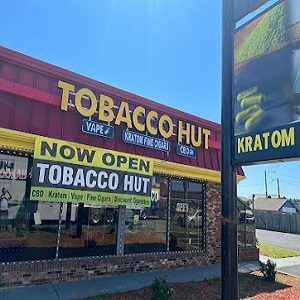 TOBACCO HUT
VAPE
KRATOM FINE CIGARS
CBD
NOW OPEN
TOBACCO HUT
CBD | Kratom | Vape | Fine Cigars | Discount Cigarettes
OPEN
KRATOM